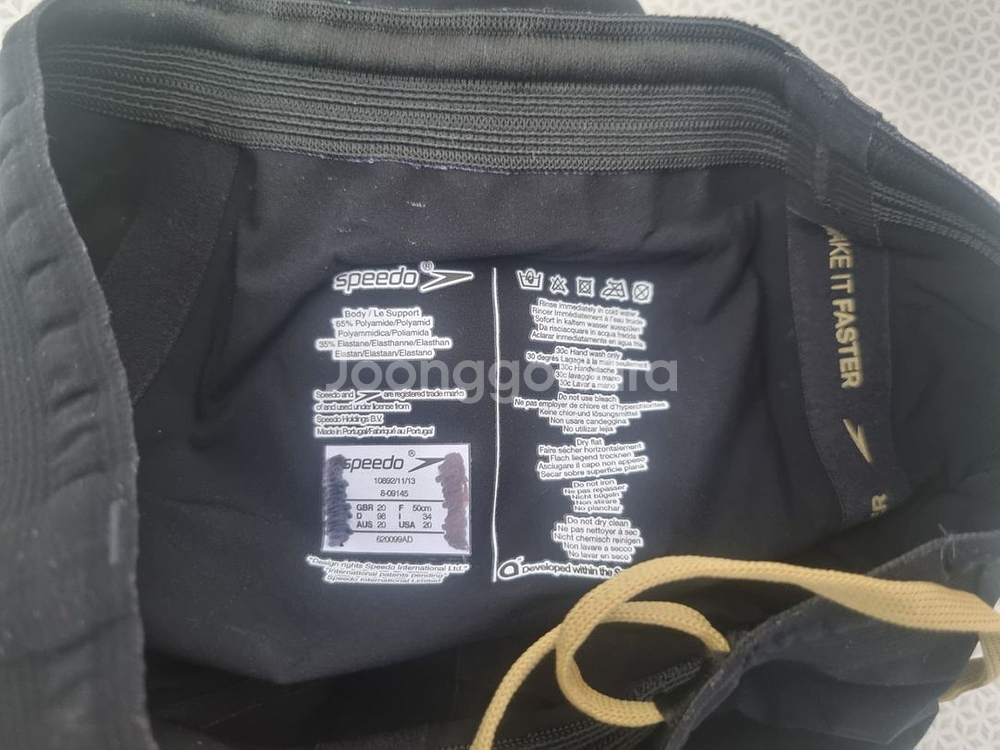 speedo®
Body / Le Support
65% Polyamide/Polyamid
Polyammidica/Poliamida
35% Elastane/Elasthanne/Elasthan
Elastan/Elastaan/Elastano
Speedo and are registered trade marks
of and used under license from
Speedo Holdings B.V.
Made in Portugal/Fabriqué au Portugal
speedo
10892/11/13
8-09145
GBR 20 F 50cm
D 98 I 34
AUS 20 USA 20
620099AD
"Design rights Speedo International Ltd."
"International patents pending"
Speedo International Limited
Rinse immediately in cold water
Rincer Immédiatement à l'eau froide
Sofort in kaltem wasser ausspülen
Da risciacquare in acqua fredda
Aclarar inmediatamente en agua fria
30c Hand wash only
30 degrés Lagage à la main seulement
30c Handwäsche
30c lavaggio a mano
30c Lavar a mano
Do not use bleach
Ne pas employer de chlore et d'hyperchlorites
Keine chlor-und lösungsmittel
Non usare candeggina
No utilizar lejia
Dry flat
Faire sécher horizontalement
Flach liegend trocknen
Asciugare il capo non appeso
Secar sobre superficie plana
Do not iron
Ne pas repasser
Nicht bügeln
Non stirare
No planchar
Do not dry clean
Ne pas nettoyer à sec
Nicht chemisch reinigen
Non lavare a secco
No lavar en seco
developed within the
MAKE IT FASTER
Joonggonara